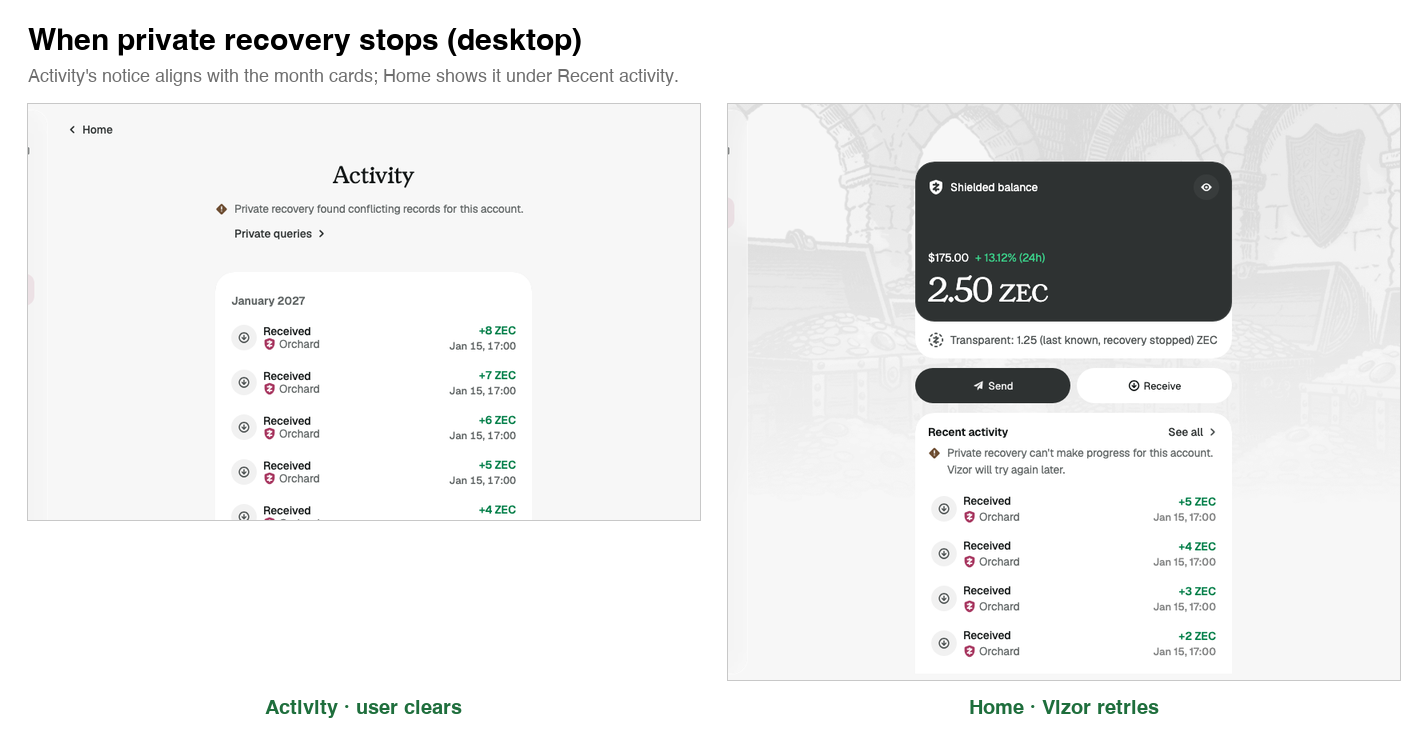 When private recovery stops (desktop)
Activity's notice aligns with the month cards; Home shows it under Recent activity.
Home
Activity
Private recovery found conflicting records for this account.
Private queries
January 2027
Received
+8 ZEC
Orchard
Jan 15, 17:00
Received
+7 ZEC
Orchard
Jan 15, 17:00
Received
+6 ZEC
Orchard
Jan 15, 17:00
Received
+5 ZEC
Orchard
Jan 15, 17:00
Received
+4 ZEC
Activity · user clears
Shielded balance
$175.00 + 13.12% (24h)
2.50 ZEC
Transparent: 1.25 (last known, recovery stopped) ZEC
Send
Receive
Recent activity
See all
Private recovery can't make progress for this account.
Vizor will try again later.
Received
+5 ZEC
Orchard
Jan 15, 17:00
Received
+4 ZEC
Orchard
Jan 15, 17:00
Received
+3 ZEC
Orchard
Jan 15, 17:00
Received
+2 ZEC
Orchard
Jan 15, 17:00
Home · Vizor retries